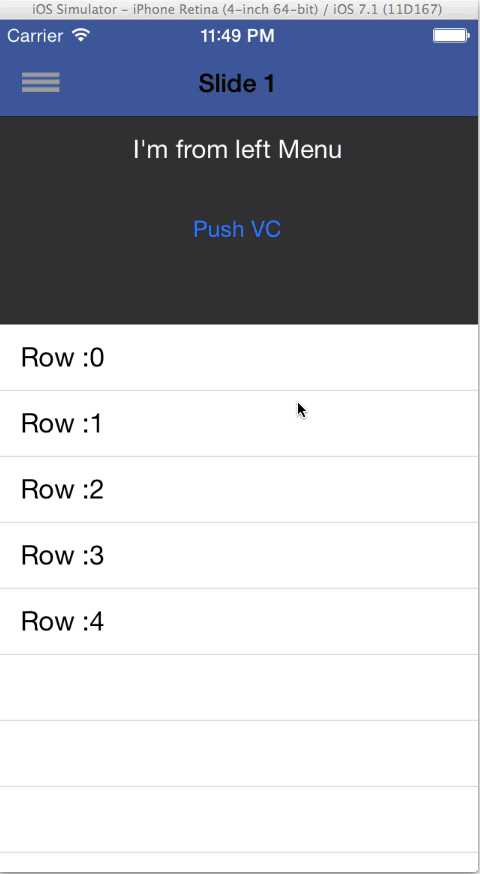 iOS Simulator – iPhone Retina (4-inch 64-bit) / iOS 7.1 (11D167)
Carrier 11:49 PM
Slide 1
I'm from left Menu
Push VC
Row :0
Row :1
Row :2
Row :3
Row :4